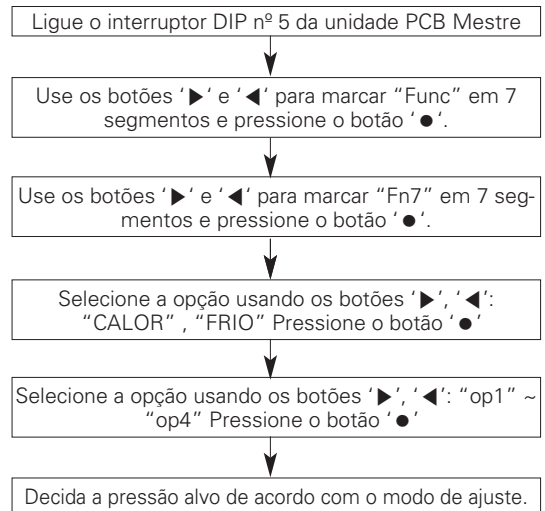 Ligue o interruptor DIP nº 5 da unidade PCB Mestre
Use os botões ‘▶’ e ‘◀‘ para marcar “Func” em 7
segmentos e pressione o botão ‘●‘.
Use os botões ‘▶’ e ‘◀‘ para marcar “Fn7” em 7 seg-
mentos e pressione o botão ‘●‘.
Selecione a opção usando os botões ‘▶’, ‘◀‘:
“CALOR” , “FRIO” Pressione o botão ‘●‘
Selecione a opção usando os botões ‘▶’, ‘◀‘: “op1” ~
“op4” Pressione o botão ‘●‘
Decida a pressão alvo de acordo com o modo de ajuste.